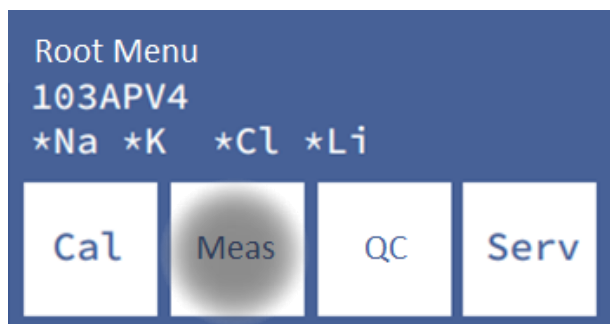 Root Menu
103APV4
*Na *K *Cl *Li
Cal Meas QC Serv